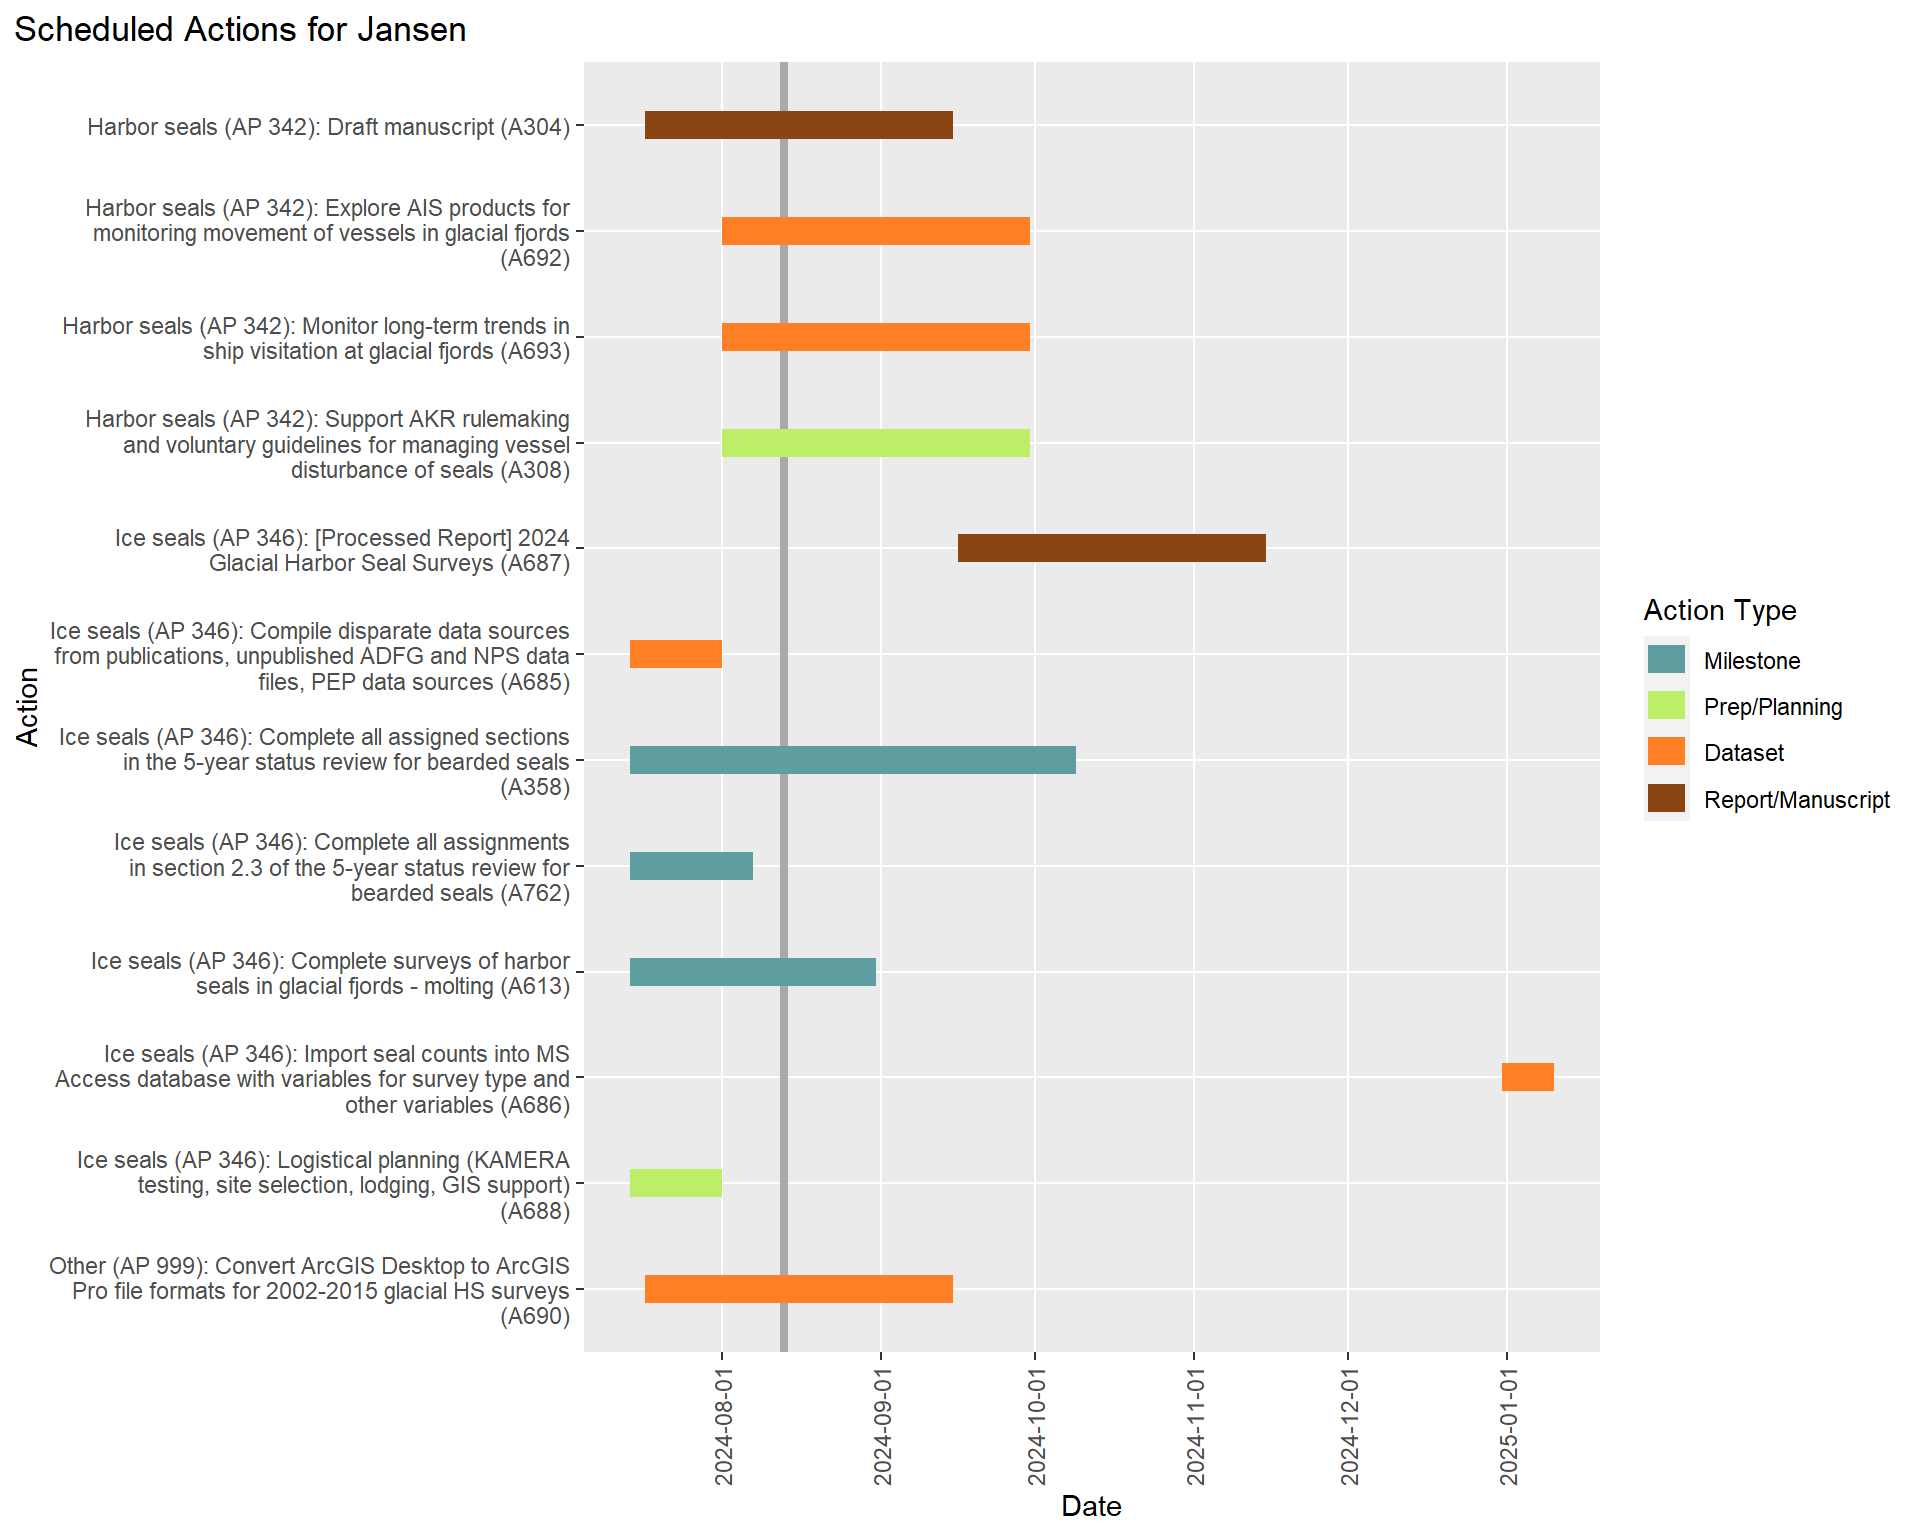 Scheduled Actions for Jansen
Harbor seals (AP 342): Draft manuscript (A304)
Harbor seals (AP 342): Explore AIS products for
monitoring movement of vessels in glacial fjords
(A692)
Harbor seals (AP 342): Monitor long-term trends in
ship visitation at glacial fjords (A693)
Harbor seals (AP 342): Support AKR rulemaking
and voluntary guidelines for managing vessel
disturbance of seals (A308)
Ice seals (AP 346): [Processed Report] 2024
Glacial Harbor Seal Surveys (A687)
Ice seals (AP 346): Compile disparate data sources
from publications, unpublished ADFG and NPS data
files, PEP data sources (A685)
Ice seals (AP 346): Complete all assigned sections
in the 5-year status review for bearded seals
(A358)
Ice seals (AP 346): Complete all assignments
in section 2.3 of the 5-year status review for
bearded seals (A762)
Ice seals (AP 346): Complete surveys of harbor
seals in glacial fjords - molting (A613)
Ice seals (AP 346): Import seal counts into MS
Access database with variables for survey type and
other variables (A686)
Ice seals (AP 346): Logistical planning (KAMERA
testing, site selection, lodging, GIS support)
(A688)
Other (AP 999): Convert ArcGIS Desktop to ArcGIS
Pro file formats for 2002-2015 glacial HS surveys
(A690)
Action
2024-08-01
2024-09-01
2024-10-01
2024-11-01
2024-12-01
2025-01-01
Date
Action Type
Milestone
Prep/Planning
Dataset
Report/Manuscript